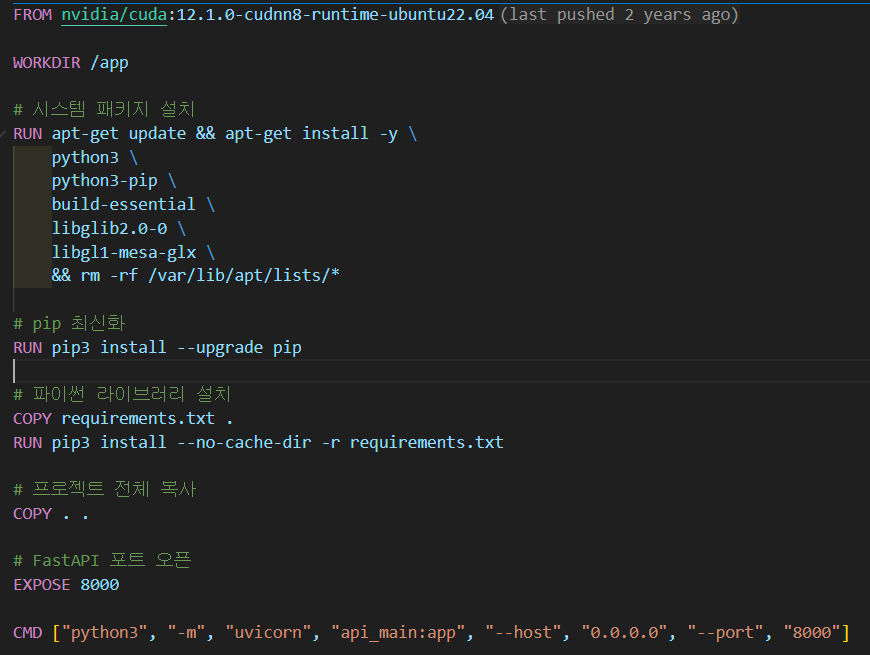 FROM nvidia/cuda:12.1.0-cudnn8-runtime-ubuntu22.04 (last pushed 2 years ago)
WORKDIR /app
# 시스템 패키지 설치
RUN apt-get update && apt-get install -y \
python3 \
python3-pip \
build-essential \
libglib2.0-0 \
libgl1-mesa-glx \
&& rm -rf /var/lib/apt/lists/*
# pip 최신화
RUN pip3 install --upgrade pip
# 파이썬 라이브러리 설치
COPY requirements.txt .
RUN pip3 install --no-cache-dir -r requirements.txt
# 프로젝트 전체 복사
COPY . .
# FastAPI 포트 오픈
EXPOSE 8000
CMD ["python3", "-m", "uvicorn", "api_main:app", "--host", "0.0.0.0", "--port", "8000"]